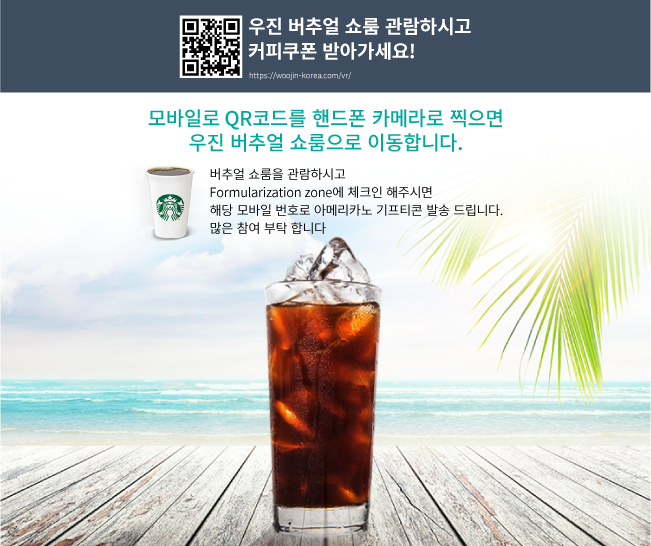 우진 버추얼 쇼룸 관람하시고
커피쿠폰 받아가세요!
https://woojin-korea.com/vr/
모바일로 QR코드를 핸드폰 카메라로 찍으면
우진 버추얼 쇼룸으로 이동합니다.
버추얼 쇼룸을 관람하시고
Formularization zone에 체크인 해주시면
해당 모바일 번호로 아메리카노 기프티콘 발송 드립니다.
많은 참여 부탁 합니다